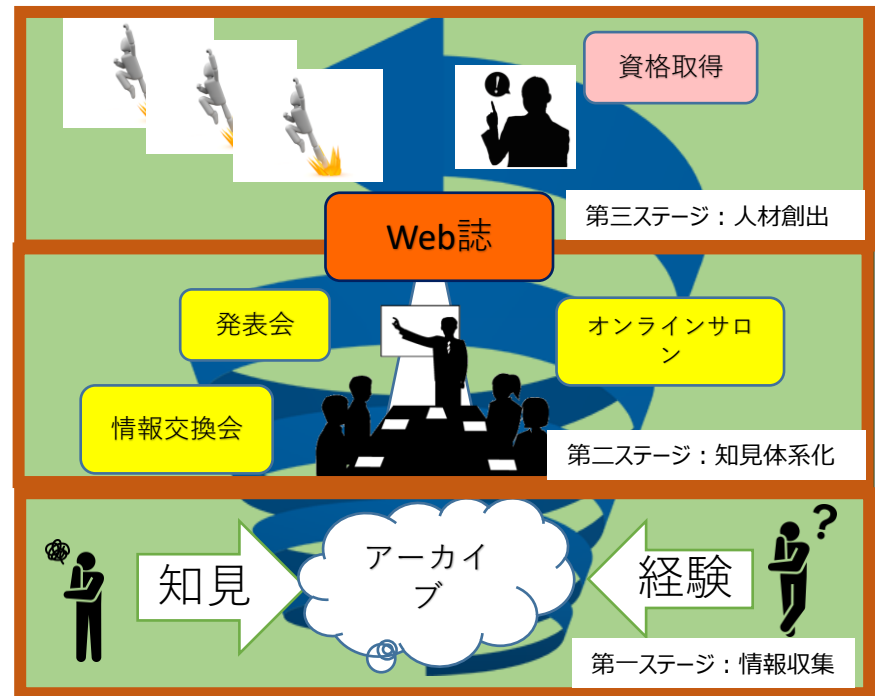 資格取得
第三ステージ：人材創出
Web誌
発表会
オンラインサロ
ン
情報交換会
第二ステージ：知見体系化
アーカイ
ブ
知見
経験
?
!
第一ステージ：情報収集